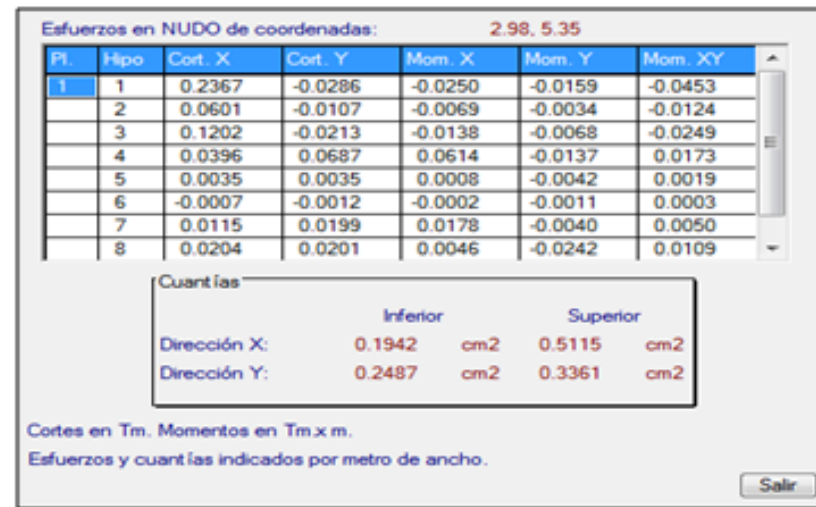 Esfuerzos en NUDO de coordenadas: 2.98, 5.35
Pl. Hipo Cort. X Cort. Y Mom. X Mom. Y Mom. XY
1 1 0.2367 -0.0286 -0.0250 -0.0159 -0.0453
2 0.0601 -0.0107 -0.0069 -0.0034 -0.0124
3 0.1202 -0.0213 -0.0138 -0.0068 -0.0249
4 0.0396 0.0687 0.0614 -0.0137 0.0173
5 0.0035 0.0035 0.0008 -0.0042 0.0019
6 -0.0007 -0.0012 -0.0002 -0.0011 0.0003
7 0.0115 0.0199 0.0178 -0.0040 0.0050
8 0.0204 0.0201 0.0046 -0.0242 0.0109
Cuantías
Inferior Superior
Dirección X: 0.1942 cm2 0.5115 cm2
Dirección Y: 0.2487 cm2 0.3361 cm2
Cortes en Tm. Momentos en Tm.x m.
Esfuerzos y cuantías indicados por metro de ancho.
Salir